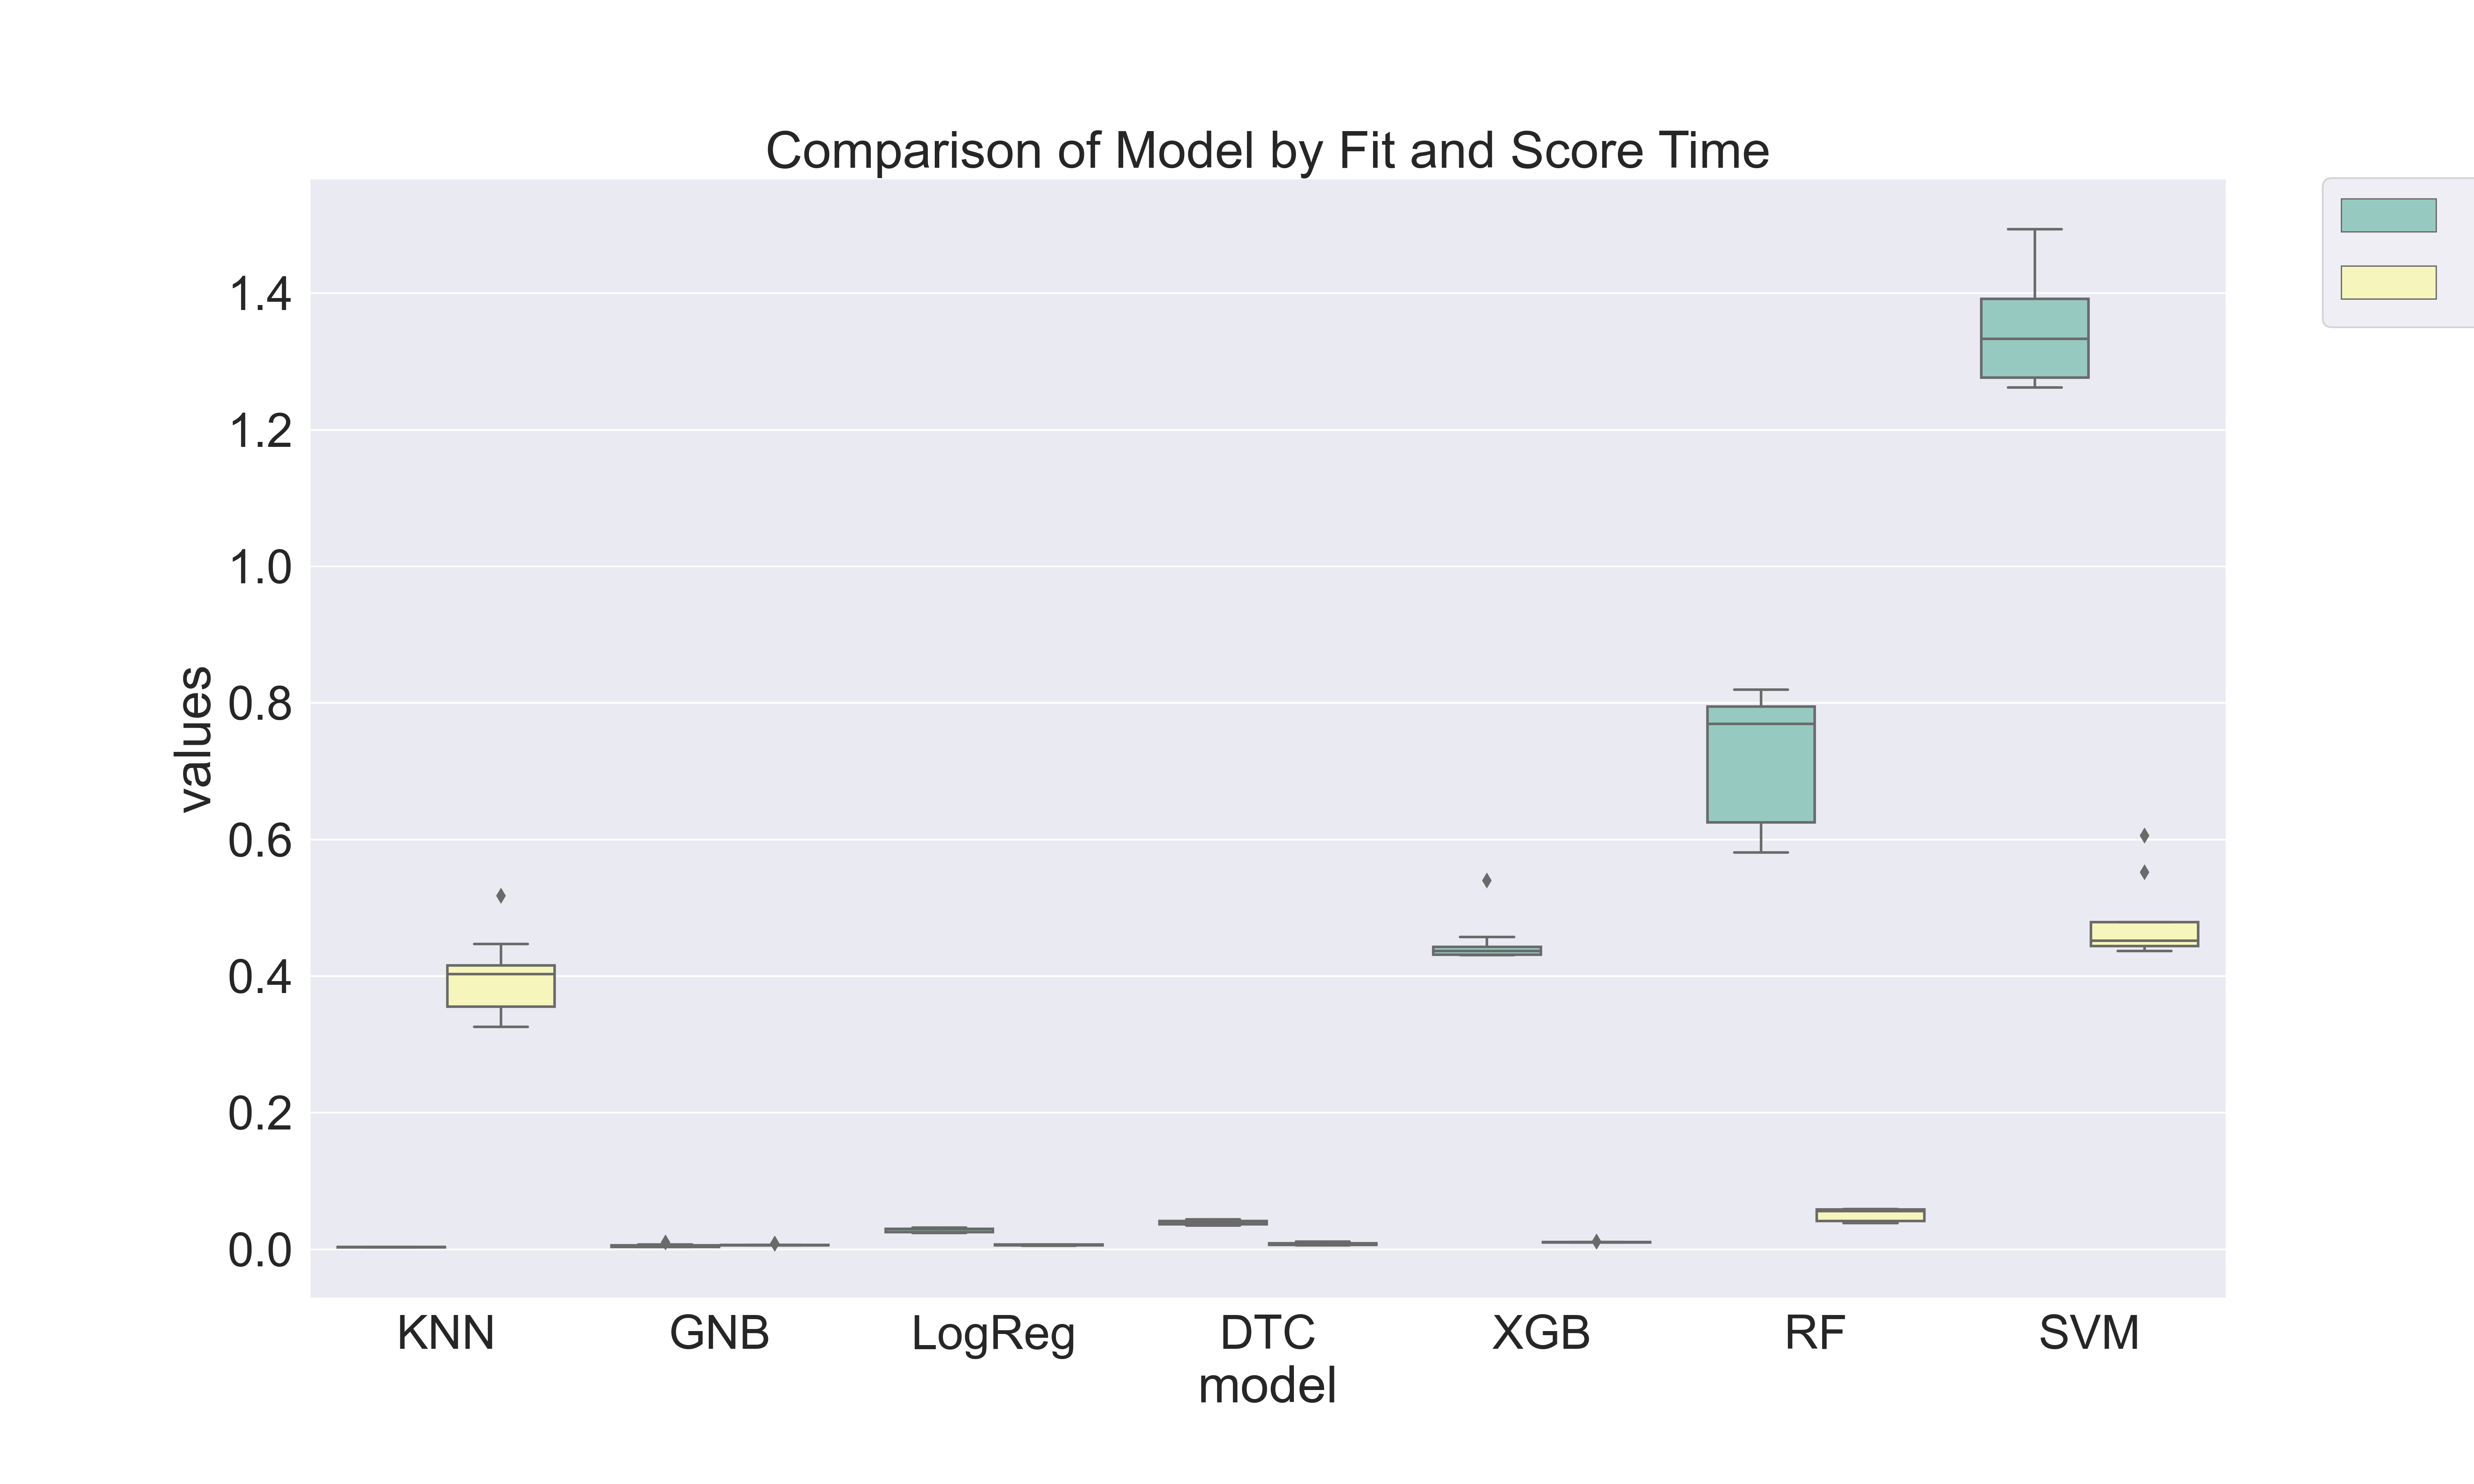 Comparison of Model by Fit and Score Time
1.4
1.2
1.0
0.8
0.6
0.4
0.2
0.0
values
KNN GNB LogReg DTC XGB RF SVM
model